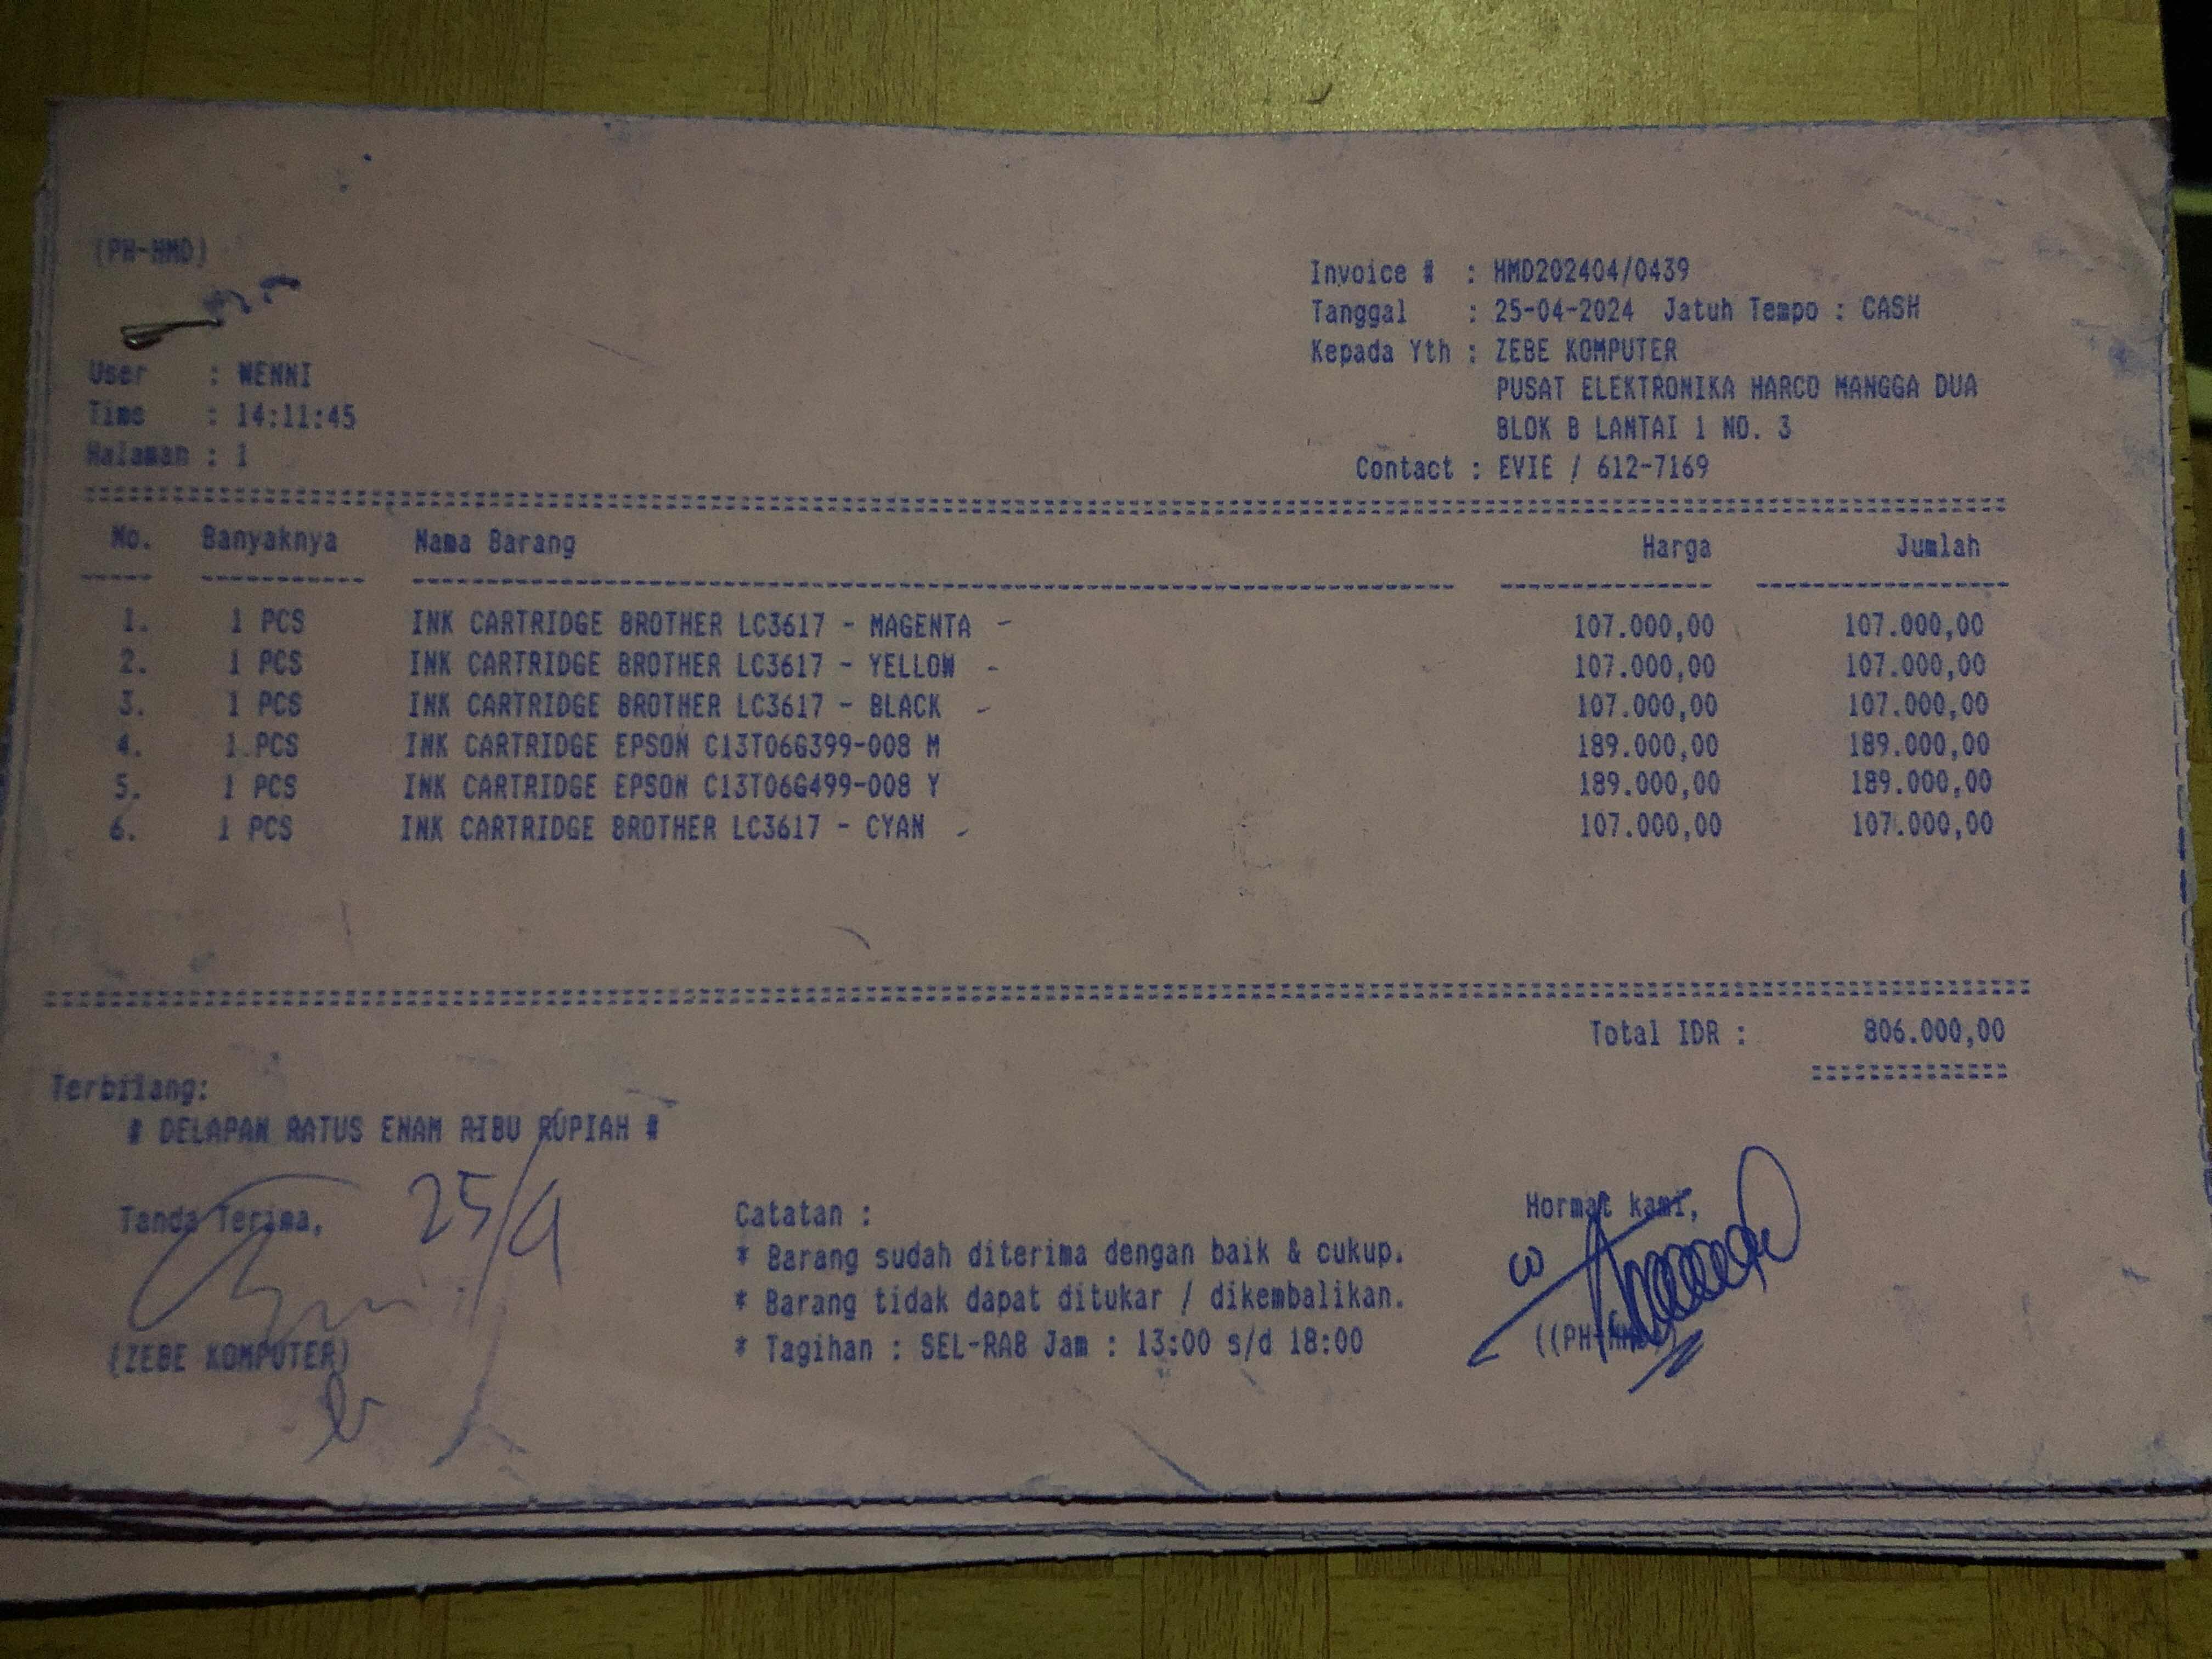 (PH-HMD)
Invoice # : HMD202404/0439
Tanggal : 25-04-2024 Jatuh Tempo : CASH
Kepada Yth : ZEBE KOMPUTER
User : WENNI
PUSAT ELEKTRONIKA HARCO MANGGA DUA
Time : 14:11:45
BLOK B LANTAI 1 NO. 3
Halaman : 1
Contact : EVIE / 612-7169
No. Banyaknya Nama Barang Harga Jumlah
1. 1 PCS INK CARTRIDGE BROTHER LC3617 - MAGENTA 107.000,00 107.000,00
2. 1 PCS INK CARTRIDGE BROTHER LC3617 - YELLOW 107.000,00 107.000,00
3. 1 PCS INK CARTRIDGE BROTHER LC3617 - BLACK 107.000,00 107.000,00
4. 1 PCS INK CARTRIDGE EPSON C13T06G399-008 M 189.000,00 189.000,00
5. 1 PCS INK CARTRIDGE EPSON C13T06G499-008 Y 189.000,00 189.000,00
6. 1 PCS INK CARTRIDGE BROTHER LC3617 - CYAN 107.000,00 107.000,00
Total IDR : 806.000,00
Terbilang:
# DELAPAN RATUS ENAM RIBU RUPIAH #
Tanda Terima, 25/4
Catatan :
Hormat kami,
* Barang sudah diterima dengan baik & cukup.
* Barang tidak dapat ditukar / dikembalikan.
* Tagihan : SEL-RAB Jam : 13:00 s/d 18:00
(ZEBE KOMPUTER)
((PH-HMD))